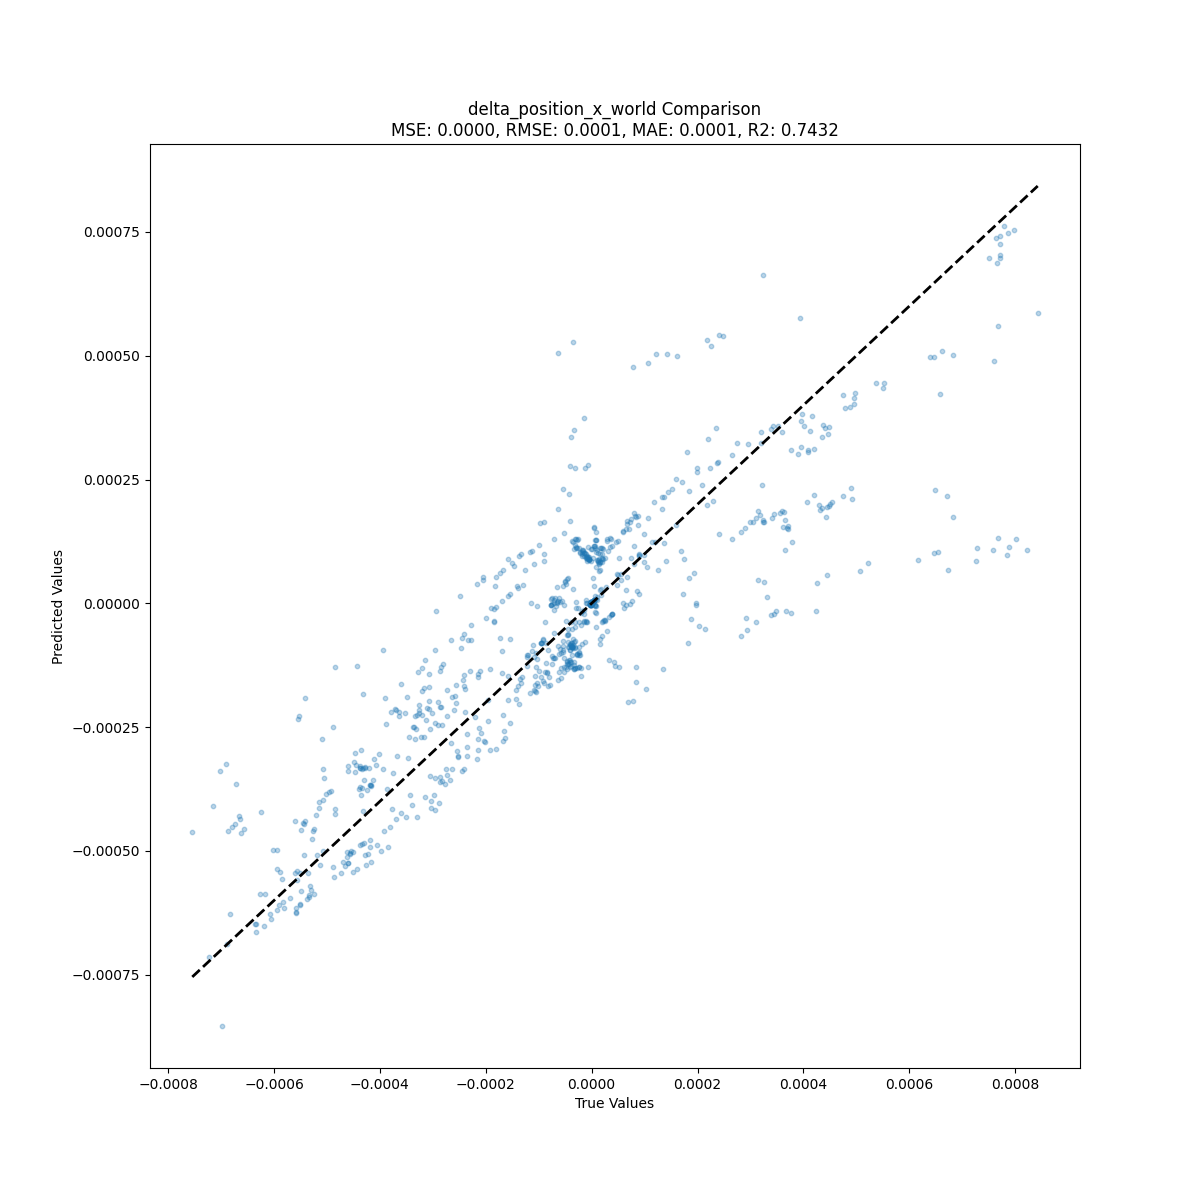 delta_position_x_world Comparison
MSE: 0.0000, RMSE: 0.0001, MAE: 0.0001, R2: 0.7432
Predicted Values
0.00075
0.00050
0.00025
0.00000
−0.00025
−0.00050
−0.00075
−0.0008 −0.0006 −0.0004 −0.0002 0.0000 0.0002 0.0004 0.0006 0.0008
True Values